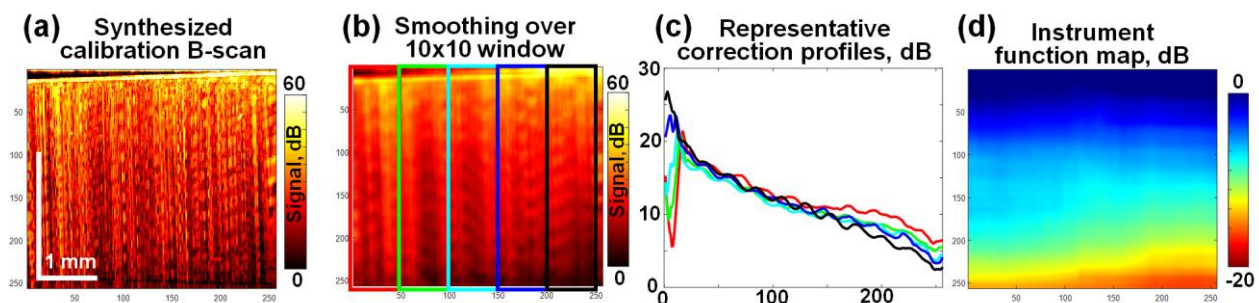 (a) Synthesized
calibration B-scan
50
100
150
200
250
50 100 150 200 250
1 mm
60
Signal, dB
0
(b) Smoothing over
10x10 window
50
100
150
200
250
50 100 150 200 250
60
Signal, dB
0
(c) Representative
correction profiles, dB
30
20
10
0
0 100 200
(d) Instrument
function map, dB
50
100
150
200
250
50 100 150 200 250
0
-20